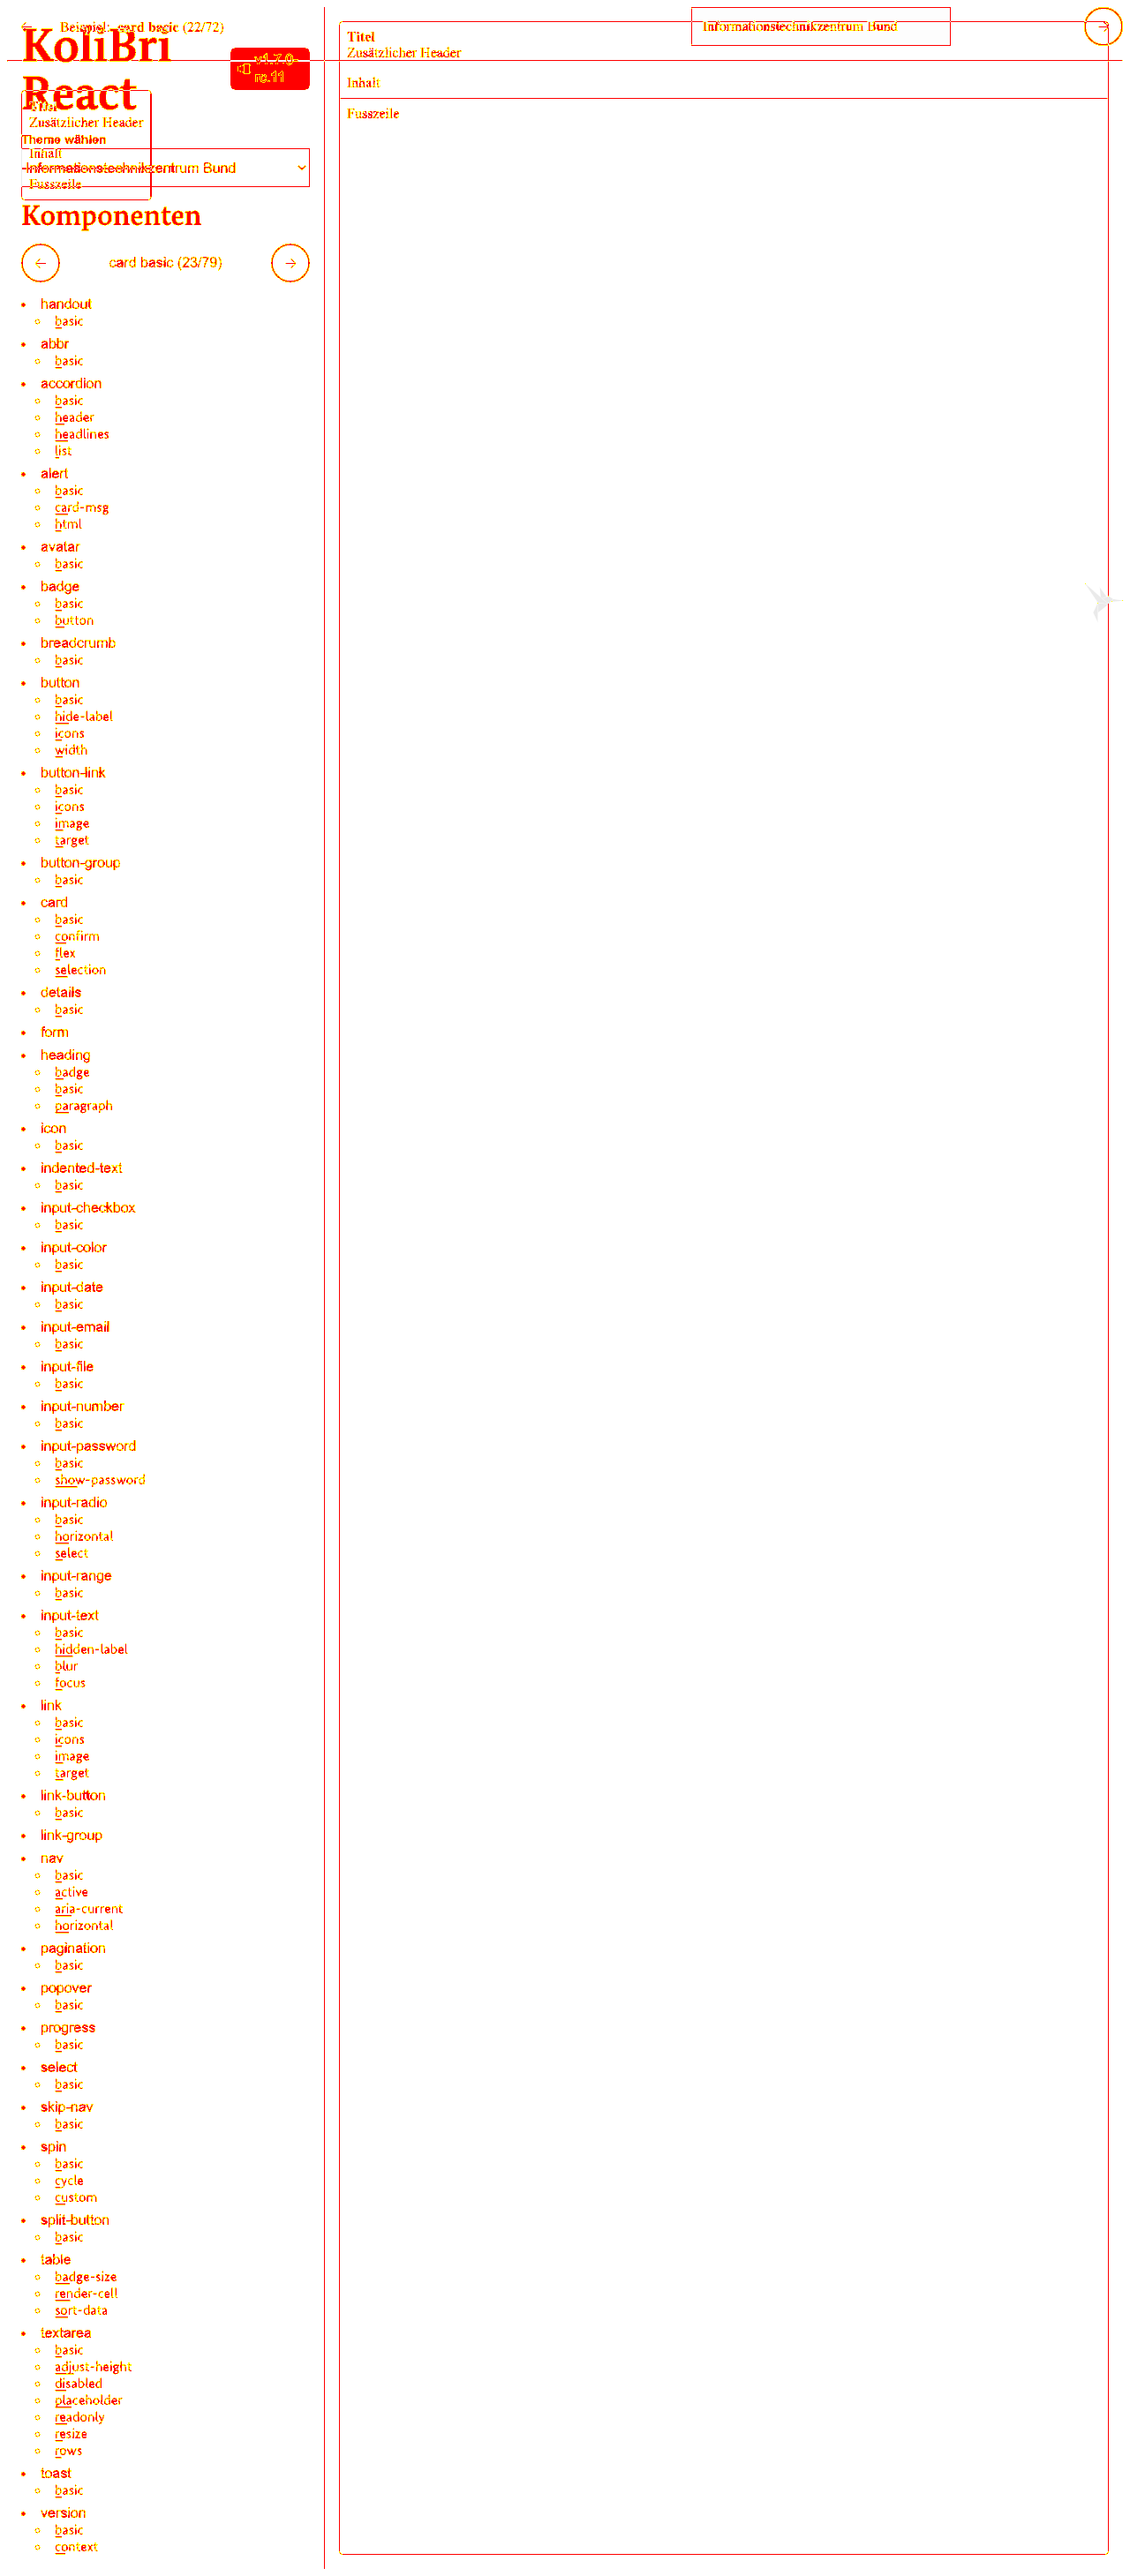 ← Beispiel: card basic (22/72)
Informationstechnikzentrum Bund
→
KoliBri
React
v1.7.0-
rc.11
Titel
Zusätzlicher Header
Theme wählen
Inhalt
Informationstechnikzentrum Bund
Fusszeile
Komponenten
← card basic (23/79) →
handout
basic
abbr
basic
accordion
basic
header
headlines
list
alert
basic
card-msg
html
avatar
basic
badge
basic
button
breadcrumb
basic
button
basic
hide-label
icons
width
button-link
basic
icons
image
target
button-group
basic
card
basic
confirm
flex
selection
details
basic
form
heading
badge
basic
paragraph
icon
basic
indented-text
basic
input-checkbox
basic
input-color
basic
input-date
basic
input-email
basic
input-file
basic
input-number
basic
input-password
basic
show-password
input-radio
basic
horizontal
select
input-range
basic
input-text
basic
hidden-label
blur
focus
link
basic
icons
image
target
link-button
basic
link-group
nav
basic
active
aria-current
horizontal
pagination
basic
popover
basic
progress
basic
select
basic
skip-nav
basic
spin
basic
cycle
custom
split-button
basic
table
badge-size
render-cell
sort-data
textarea
basic
adjust-height
disabled
placeholder
readonly
resize
rows
toast
basic
version
basic
context
Titel
Zusätzlicher Header
Inhalt
Fusszeile